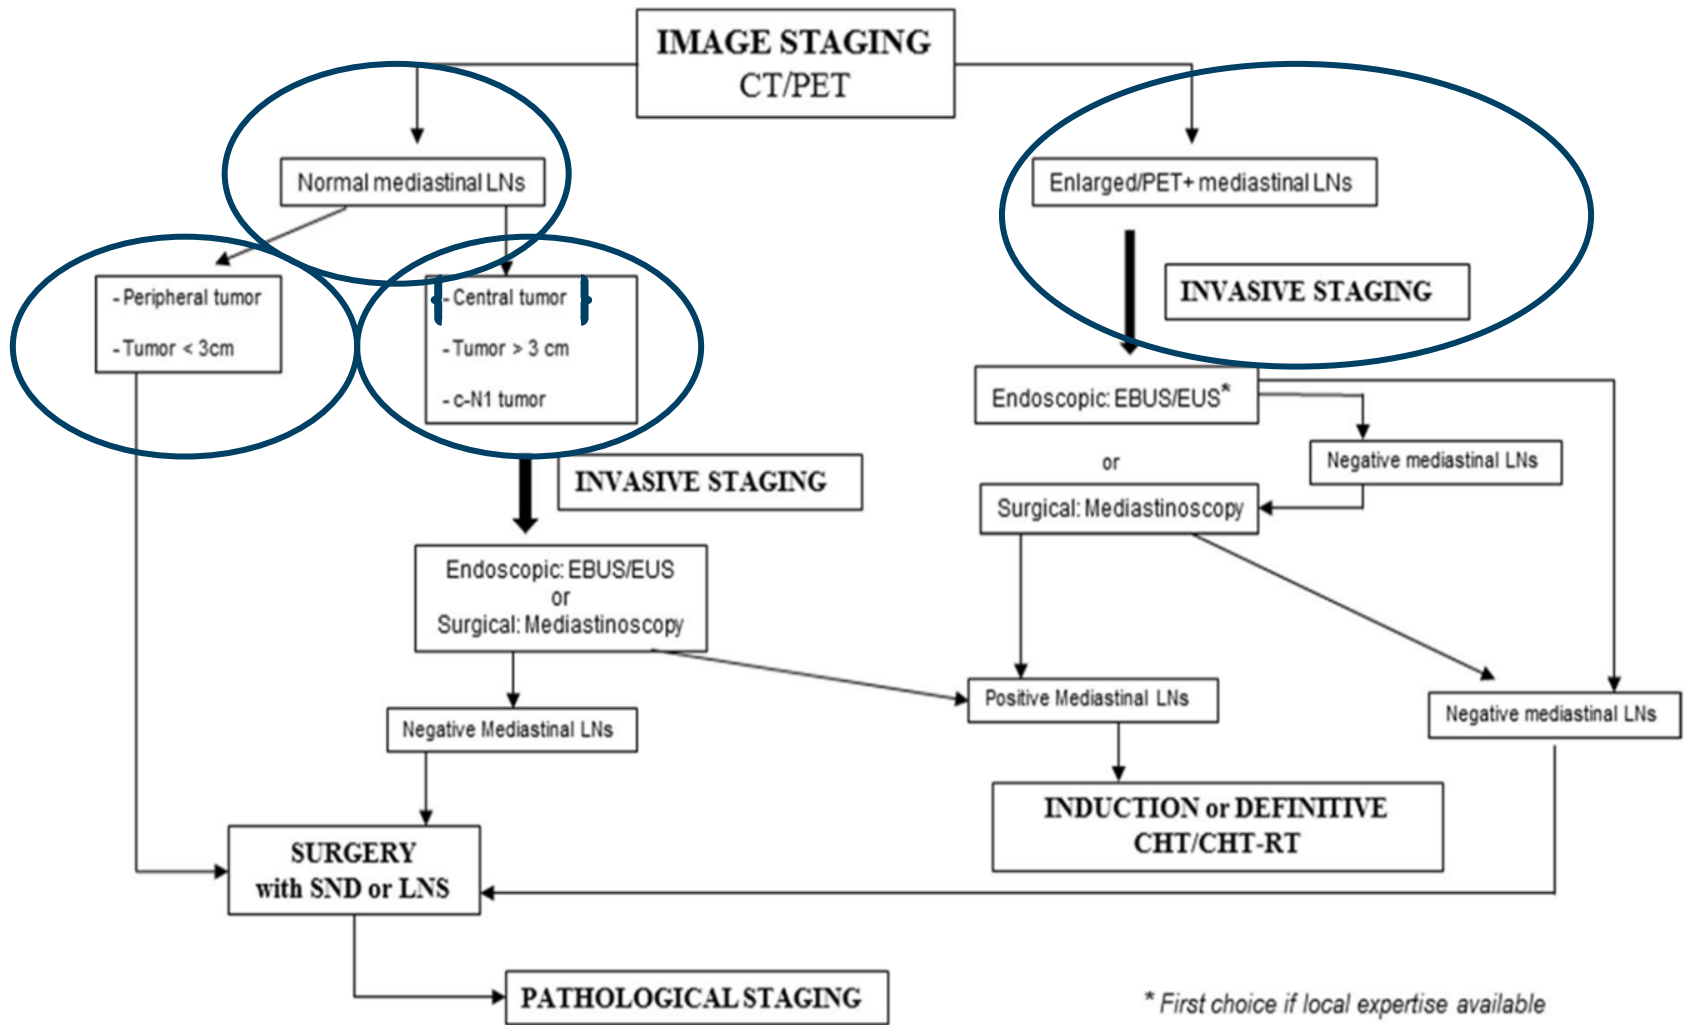 IMAGE STAGING
CT/PET
Normal mediastinal LNs
Enlarged/PET+ mediastinal LNs
- Peripheral tumor
- Tumor < 3cm
- Central tumor
- Tumor > 3 cm
- c-N1 tumor
INVASIVE STAGING
INVASIVE STAGING
Endoscopic: EBUS/EUS*
or
Surgical: Mediastinoscopy
Negative mediastinal LNs
Endoscopic: EBUS/EUS
or
Surgical: Mediastinoscopy
Positive Mediastinal LNs
Negative mediastinal LNs
Negative Mediastinal LNs
INDUCTION or DEFINITIVE
CHT/CHT-RT
SURGERY
with SND or LNS
PATHOLOGICAL STAGING
* First choice if local expertise available